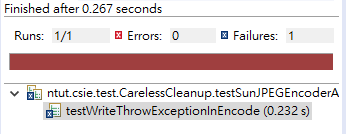 Finished after 0.267 seconds
Runs: 1/1 Errors: 0 Failures: 1
ntut.csie.test.CarelessCleanup.testSunJPEGEncoderA
testWriteThrowExceptionInEncode (0.232 s)